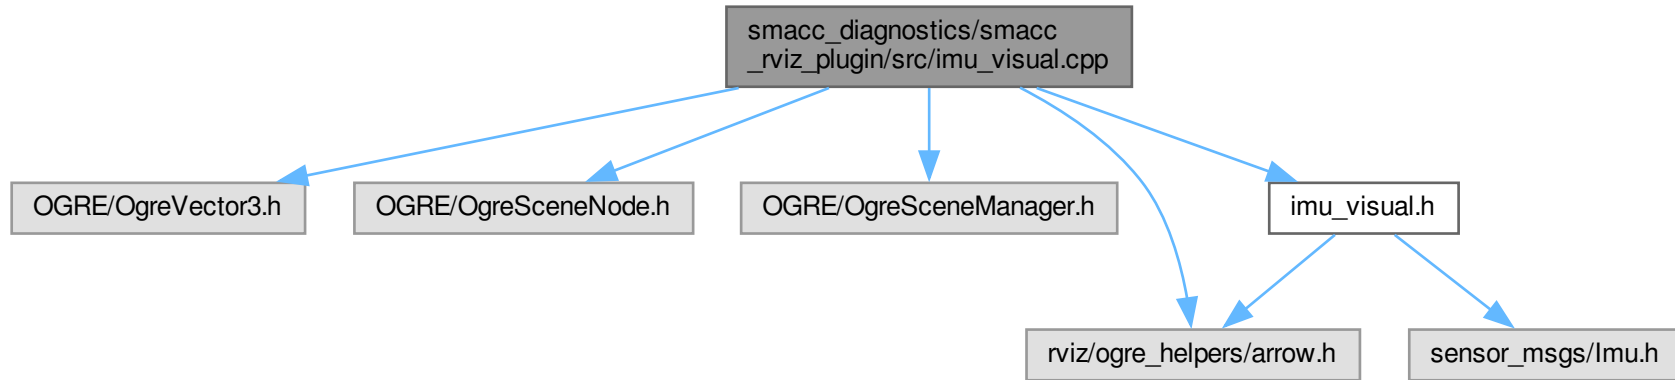 smacc_diagnostics/smacc
_rviz_plugin/src/imu_visual.cpp
OGRE/OgreVector3.h
OGRE/OgreSceneNode.h
OGRE/OgreSceneManager.h
imu_visual.h
rviz/ogre_helpers/arrow.h
sensor_msgs/Imu.h